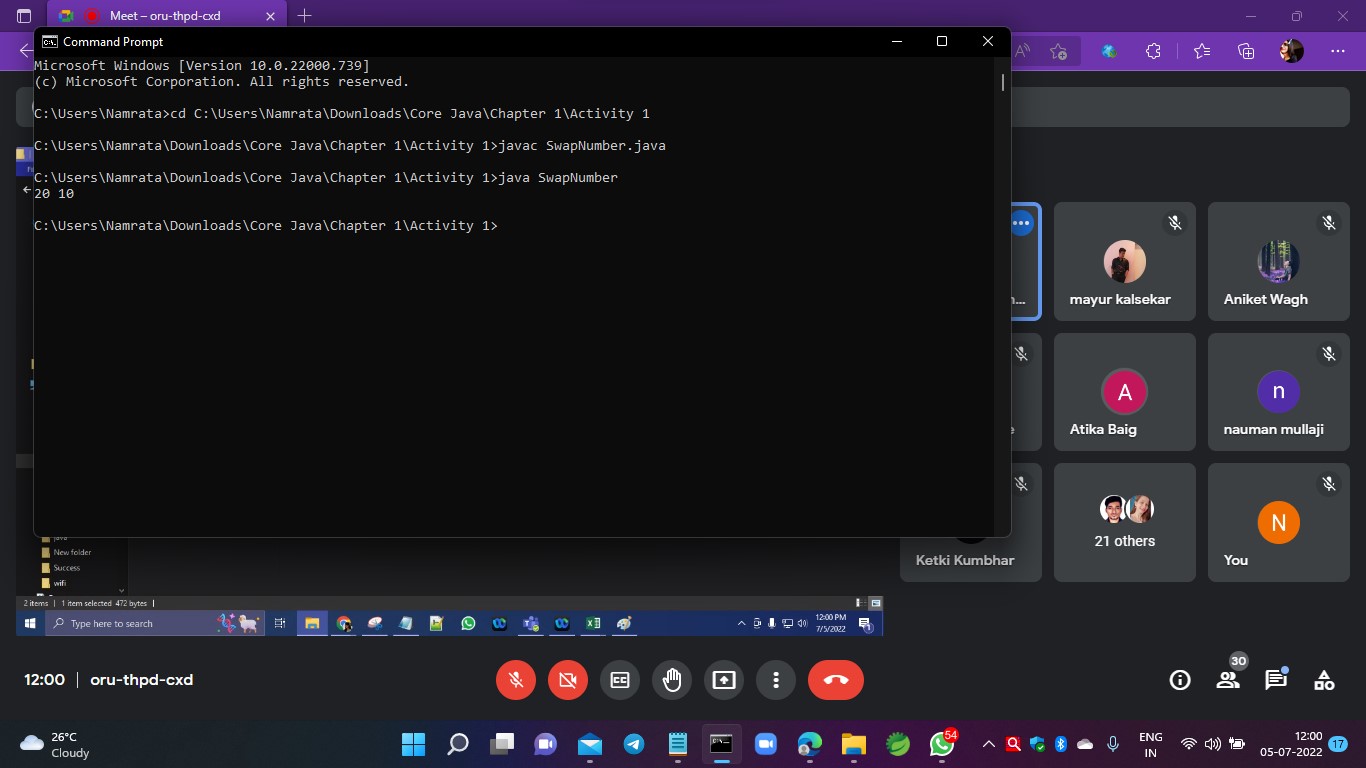 Meet – oru-thpd-cxd
Command Prompt
Microsoft Windows [Version 10.0.22000.739]
(c) Microsoft Corporation. All rights reserved.
C:\Users\Namrata>cd C:\Users\Namrata\Downloads\Core Java\Chapter 1\Activity 1
C:\Users\Namrata\Downloads\Core Java\Chapter 1\Activity 1>javac SwapNumber.java
C:\Users\Namrata\Downloads\Core Java\Chapter 1\Activity 1>java SwapNumber
20 10
C:\Users\Namrata\Downloads\Core Java\Chapter 1\Activity 1>
mayur kalsekar
Aniket Wagh
A
Atika Baig
n
nauman mullaji
Ketki Kumbhar
21 others
N
You
java
New folder
Success
wifi
2 items | 1 item selected 472 bytes |
Type here to search
12:00 PM
7/5/2022
1
12:00 | oru-thpd-cxd
30
26°C
Cloudy
54
ENG
IN
12:00
05-07-2022
17